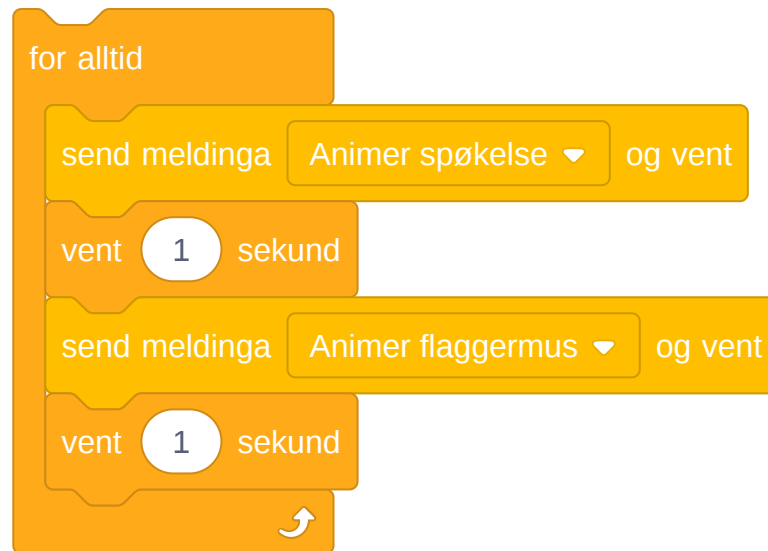 for alltid
send meldinga Animer spøkelse og vent
vent 1 sekund
send meldinga Animer flaggermus og vent
vent 1 sekund